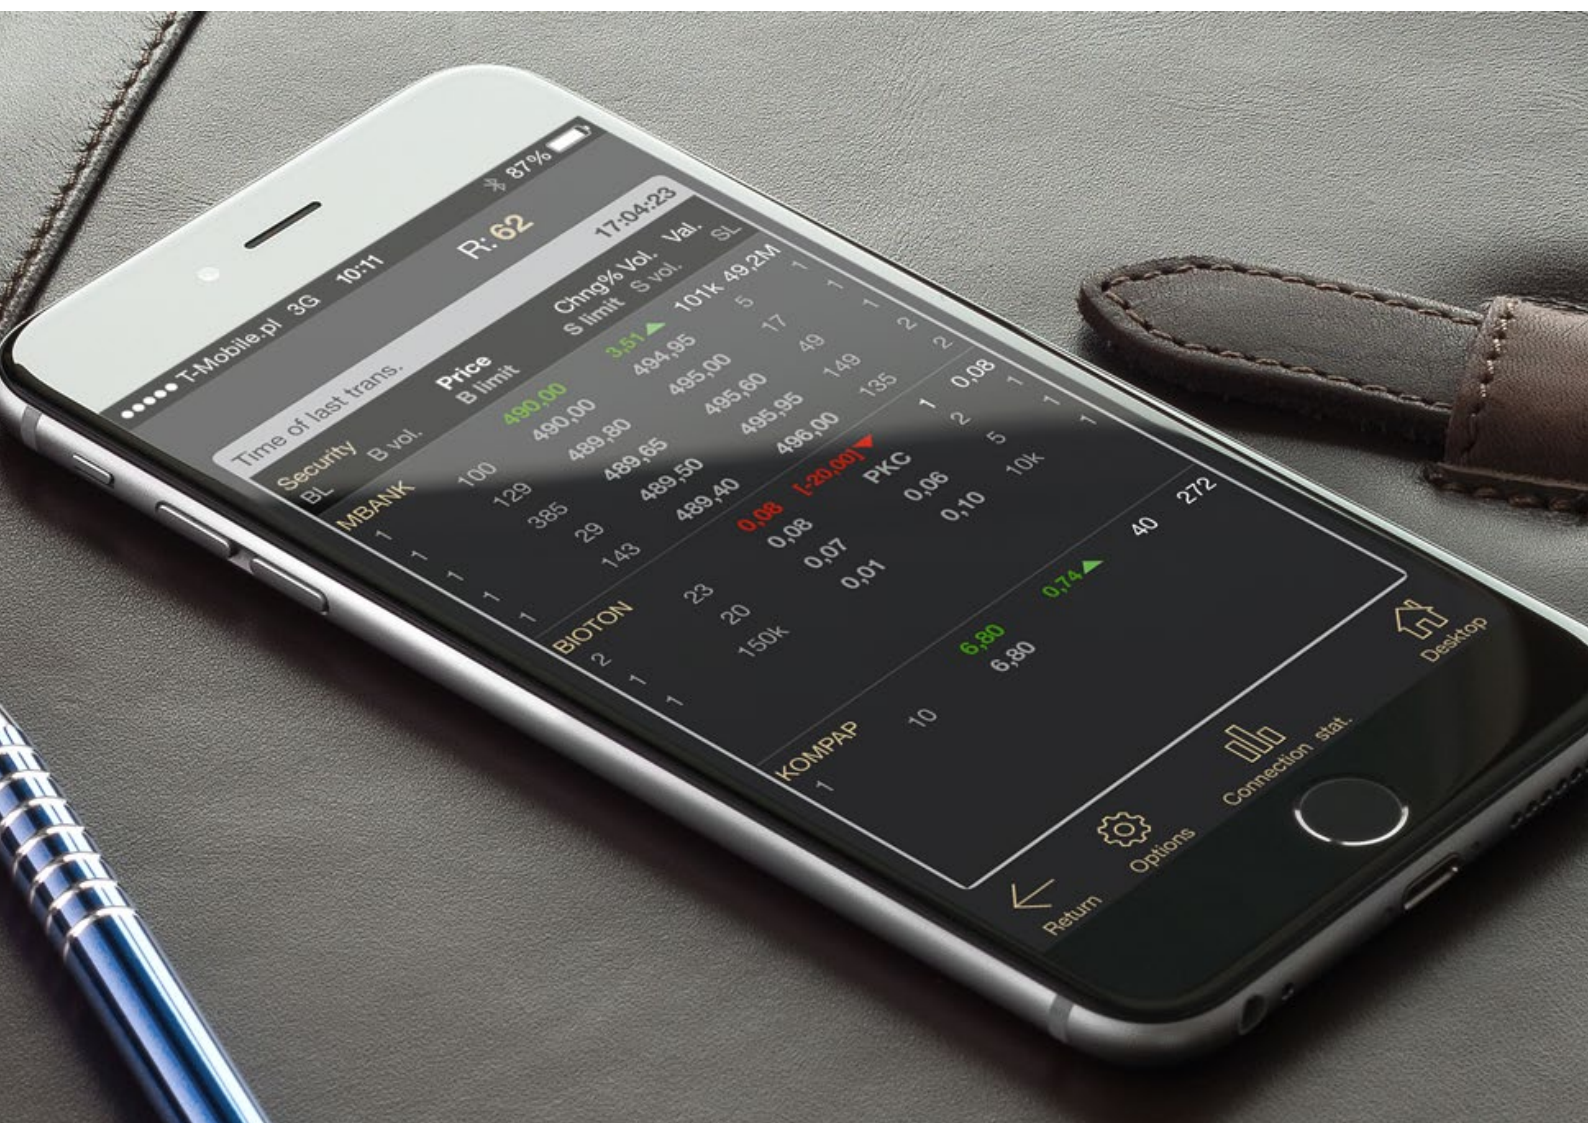 T-Mobile.pl 3G 10:11 87%
R: 62
Time of last trans. 17:04:23
Security Price Chng% Vol. Val.
BL B vol. B limit S limit S vol. SL
MBANK 490,00 3,51▲ 101k 49,2M
1 100 490,00 494,95 5 1
1 129 489,80 495,00 17 1
1 385 489,65 495,60 49 1
1 29 489,50 495,95 149 2
1 143 489,40 496,00 135 2
BIOTON 0,08 [-20,00]▼ 1 0,08
2 23 0,08 PKC 2 1
1 20 0,07 0,06 5 1
1 150k 0,01 0,10 10k 1
KOMPAP 6,80 0,74▲ 40 272
1 10 6,80
Return Options Connection stat. Desktop